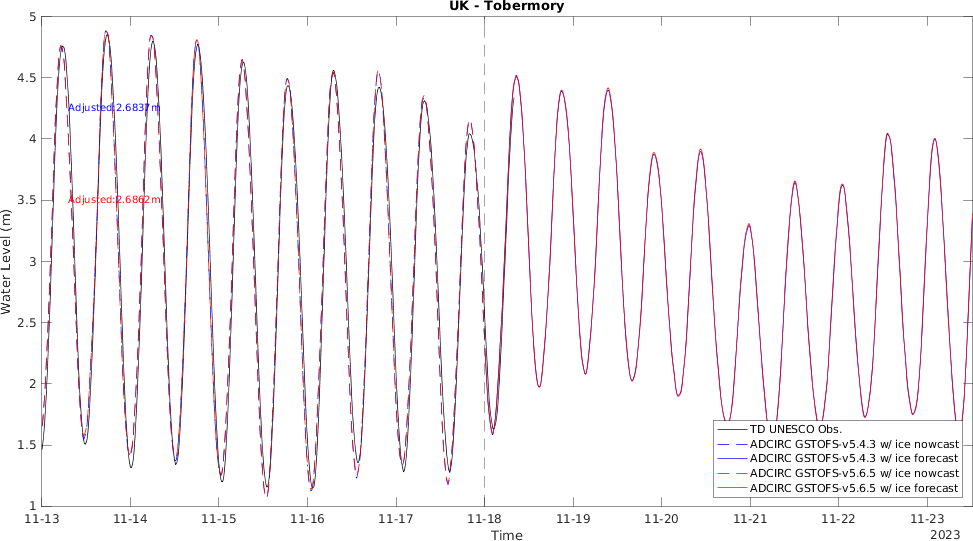 UK - Tobermory
Water Level (m)
5
4.5
4
3.5
3
2.5
2
1.5
1
Adjusted:2.6837m
Adjusted:2.6862m
TD UNESCO Obs.
ADCIRC GSTOFS-v5.4.3 w/ ice nowcast
ADCIRC GSTOFS-v5.4.3 w/ ice forecast
ADCIRC GSTOFS-v5.6.5 w/ ice nowcast
ADCIRC GSTOFS-v5.6.5 w/ ice forecast
11-13 11-14 11-15 11-16 11-17 11-18 11-19 11-20 11-21 11-22 11-23
Time
2023